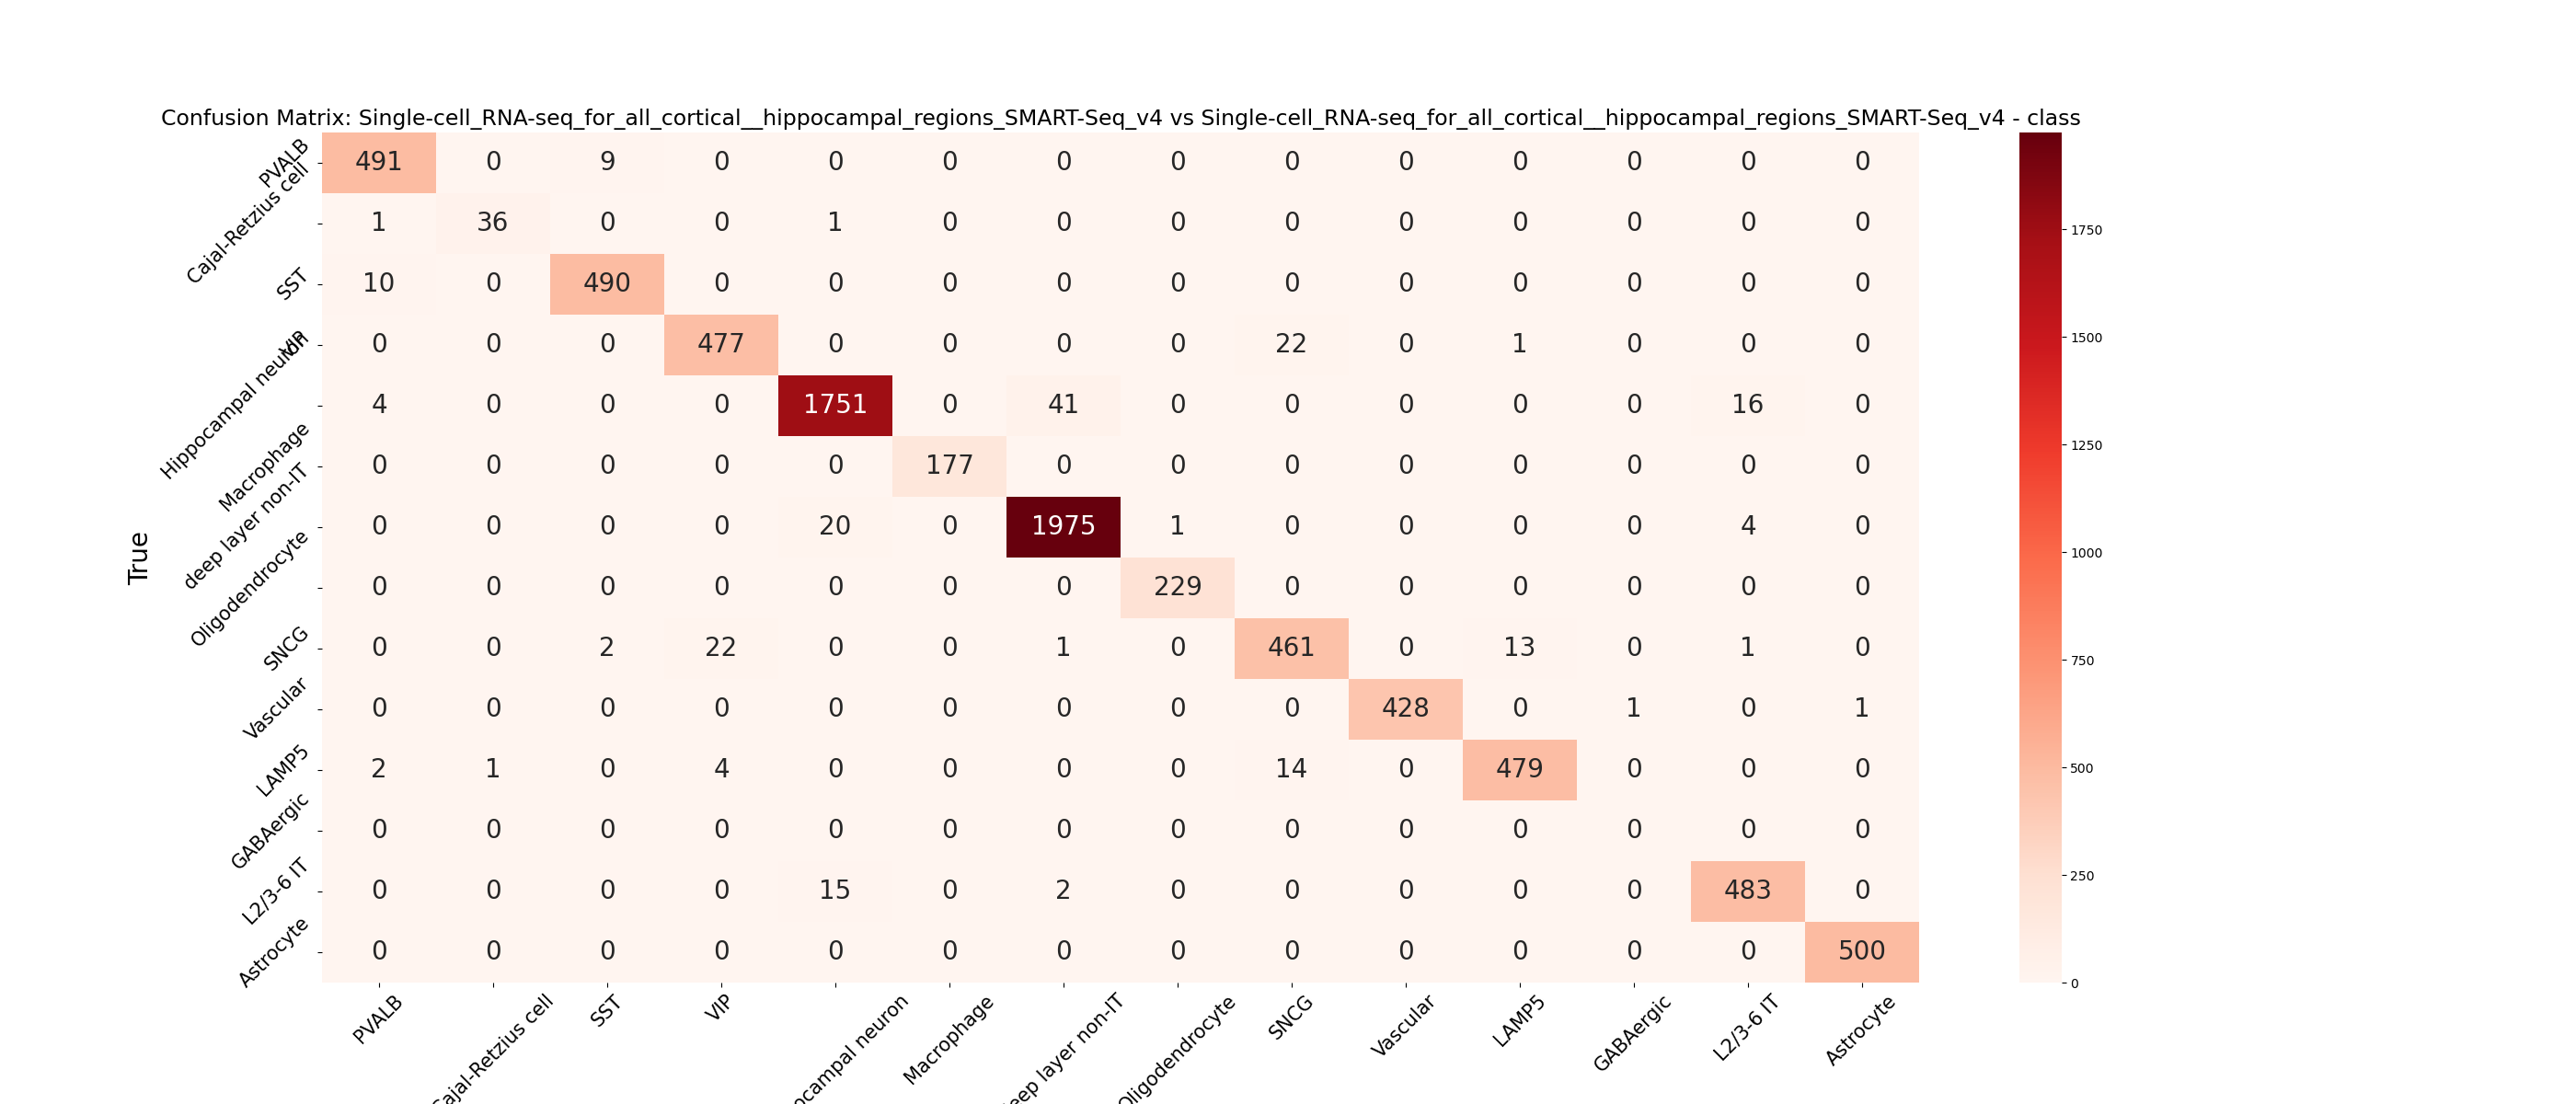 Confusion Matrix: Single-cell_RNA-seq_for_all_cortical__hippocampal_regions_SMART-Seq_v4 vs Single-cell_RNA-seq_for_all_cortical__hippocampal_regions_SMART-Seq_v4 - class
PVALB 491 0 9 0 0 0 0 0 0 0 0 0 0 0
Cajal-Retzius cell 1 36 0 0 1 0 0 0 0 0 0 0 0 0
SST 10 0 490 0 0 0 0 0 0 0 0 0 0 0
VIP 0 0 0 477 0 0 0 0 22 0 1 0 0 0
Hippocampal neuron 4 0 0 0 1751 0 41 0 0 0 0 0 16 0
Macrophage 0 0 0 0 0 177 0 0 0 0 0 0 0 0
deep layer non-IT 0 0 0 0 20 0 1975 1 0 0 0 0 4 0
Oligodendrocyte 0 0 0 0 0 0 0 229 0 0 0 0 0 0
SNCG 0 0 2 22 0 0 1 0 461 0 13 0 1 0
Vascular 0 0 0 0 0 0 0 0 0 428 0 1 0 1
LAMP5 2 1 0 4 0 0 0 0 14 0 479 0 0 0
GABAergic 0 0 0 0 0 0 0 0 0 0 0 0 0 0
L2/3-6 IT 0 0 0 0 15 0 2 0 0 0 0 0 483 0
Astrocyte 0 0 0 0 0 0 0 0 0 0 0 0 0 500
True
PVALB
Cajal-Retzius cell
SST
VIP
ocampal neuron
Macrophage
eep layer non-IT
Oligodendrocyte
SNCG
Vascular
LAMP5
GABAergic
L2/3-6 IT
Astrocyte
1750
1500
1250
1000
750
500
250
0